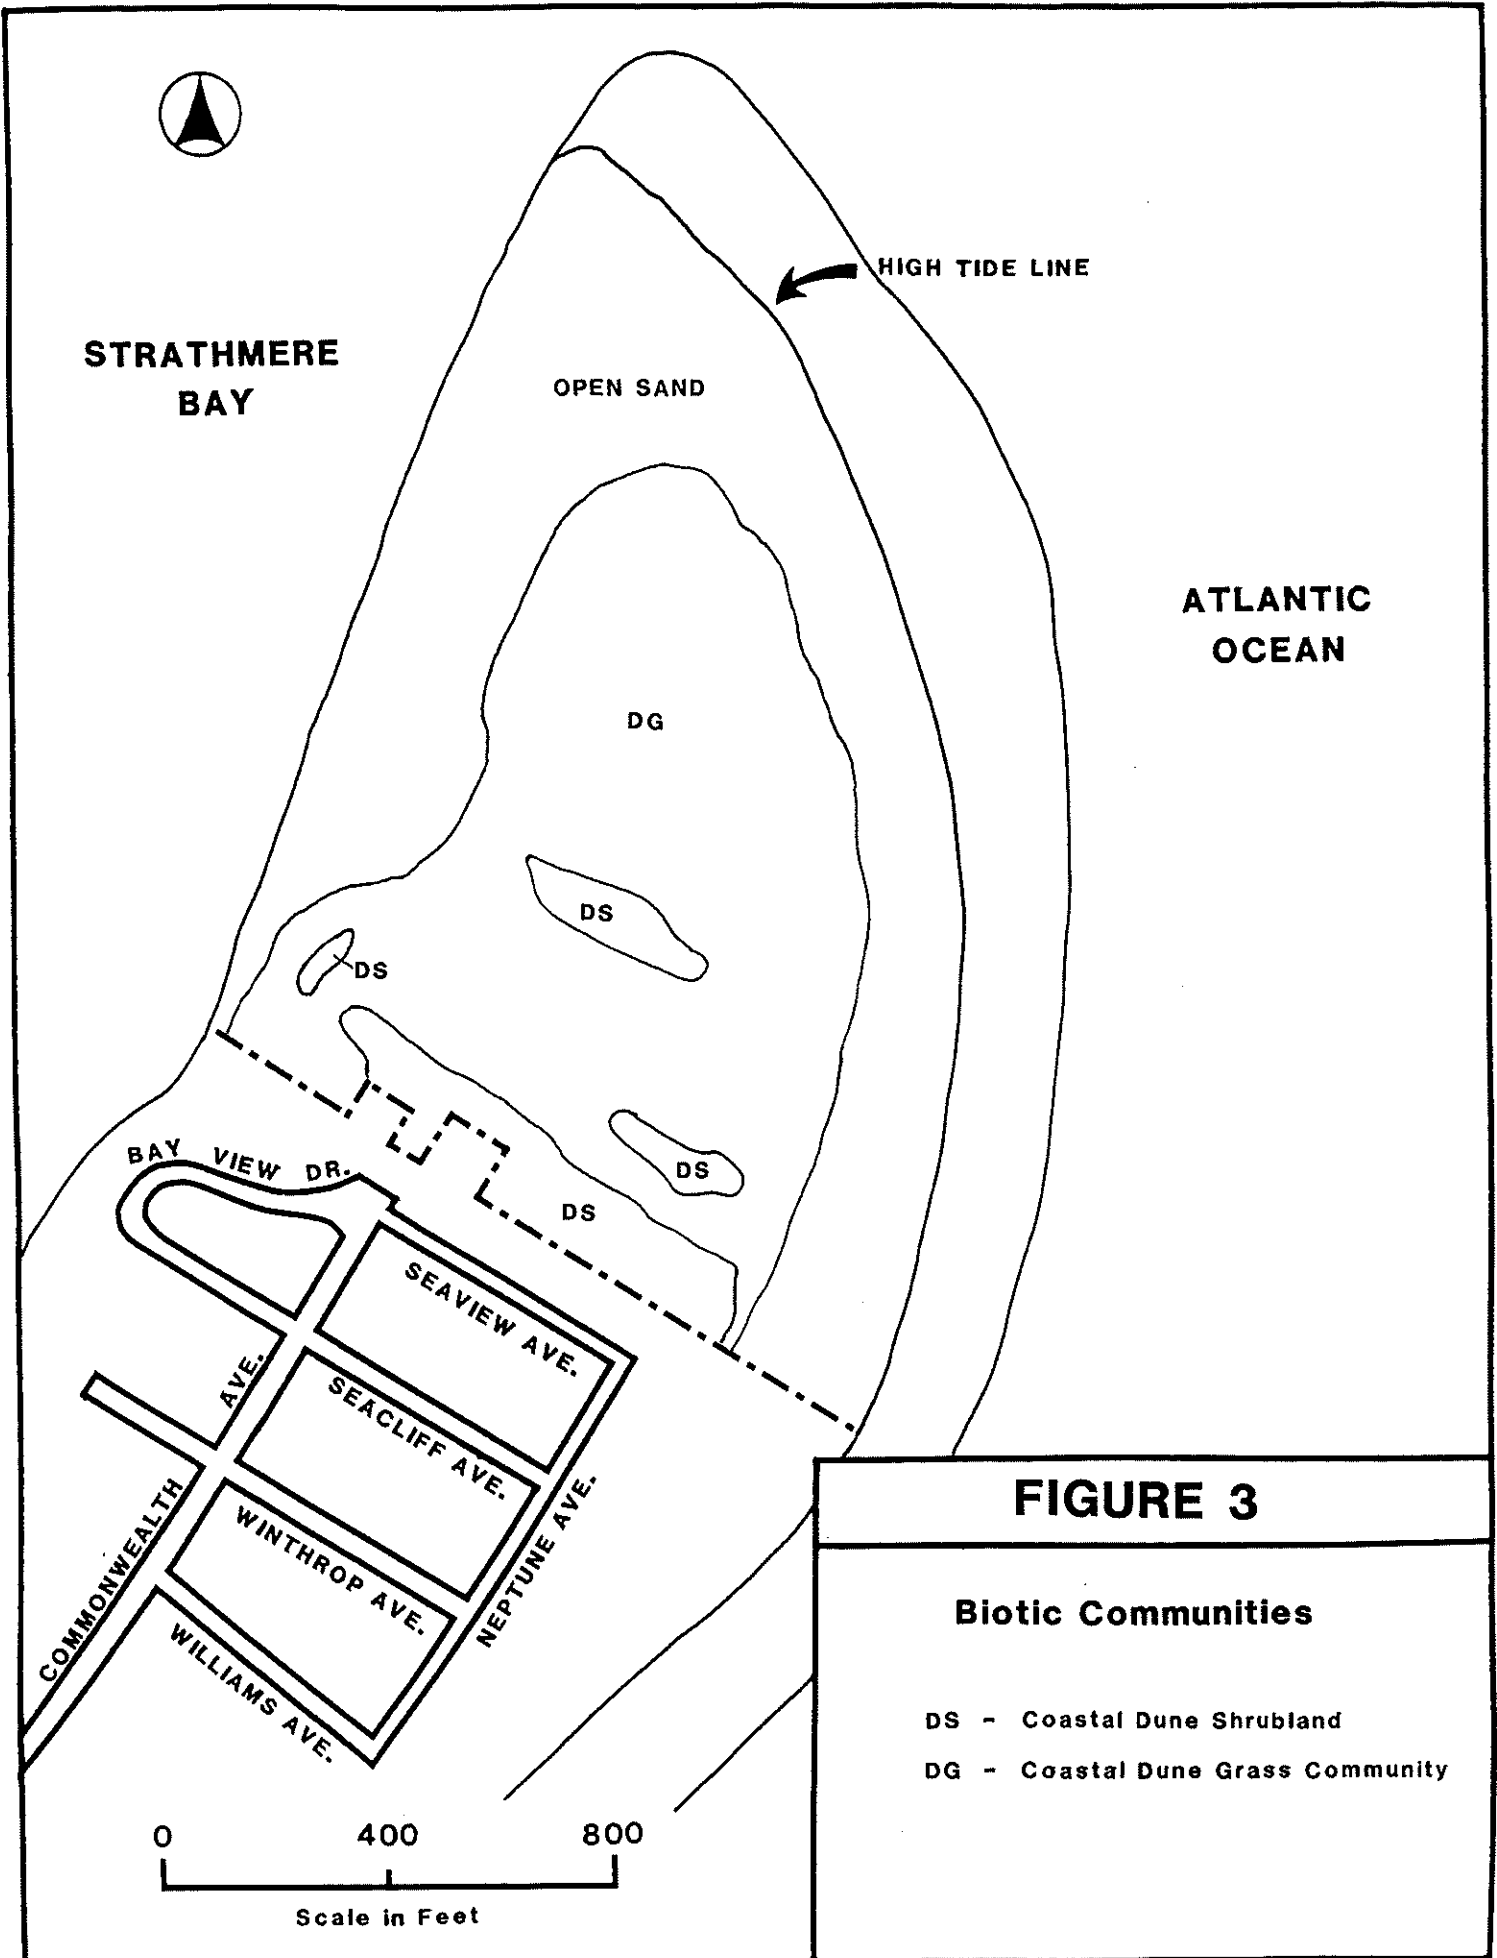 HIGH TIDE LINE
STRATHMERE
BAY
OPEN SAND
ATLANTIC
OCEAN
DG
DS
DS
DS
DS
BAY VIEW DR.
SEAVIEW AVE.
AVE.
SEACLIFF AVE.
COMMONWEALTH
WINTHROP AVE.
NEPTUNE AVE.
WILLIAMS AVE.
FIGURE 3
Biotic Communities
DS - Coastal Dune Shrubland
DG - Coastal Dune Grass Community
0 400 800
Scale in Feet